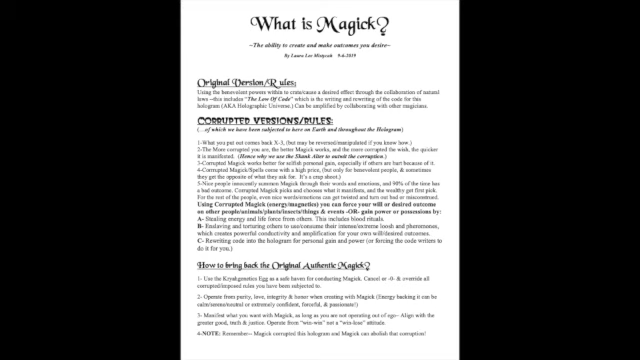 What is Magick?
~The ability to create and make outcomes you desire~
By Laura Lee Mistycah 9-6-2019
Original Version/Rules:
Using the benevolent powers within to crate/cause a desired effect through the collaboration of natural
laws ~this includes "The Law Of Code" which is the writing and rewriting of the code for this
hologram (AKA Holographic Universe.) Can be amplified by collaborating with other magicians.
CORRUPTED VERSIONS/RULES:
(…of which we have been subjected to here on Earth and throughout the Hologram)
1-What you put out comes back X-3, (but may be reversed/manipulated if you know how.)
2-The More corrupted you are, the better Magick works, and the more corrupted the wish, the quicker
it is manifested. (Hence why we use the Skank Alter to outwit the corruption.)
3-Corrupted Magick works better for selfish personal gain, especially if others are hurt because of it.
4-Corrupted Magick/Spells come with a high price, (but only for benevolent people, & sometimes
they get the opposite of what they ask for. It's a crap shoot.)
5-Nice people innocently summon Magick through their words and emotions, and 90% of the time has
a bad outcome. Corrupted Magick picks and chooses what it manifests, and the wealthy get first pick.
For the rest of the people, even nice words/emotions can get twisted and turn out bad or misconstrued.
Using Corrupted Magick (energy/magnetics) you can force your will or desired outcome
on other people/animals/plants/insects/things & events -OR- gain power or possessions by:
A- Stealing energy and life force from others. This includes blood rituals.
B- Enslaving and torturing others to use/consume their intense/extreme loosh and pheromones,
which creates powerful conductivity and amplification for your own will/desired outcomes.
C- Rewriting code into the hologram for personal gain and power (or forcing the code writers to
do it for you.)
How to bring back the Original Authentic Magick?
1- Use the Kryahgenetics Egg as a safe haven for conducting Magick. Cancel or -0- & override all
corrupted/imposed rules you have been subjected to.
2- Operate from purity, love, integrity & honor when creating with Magick (Energy backing it can be
calm/serene/neutral or extremely confident, forceful, & passionate!)
3- Manifest what you want with Magick, as long as you are not operating out of ego~ Align with the
greater good, truth & justice. Operate from "win-win" not a "win-lose" attitude.
4-NOTE: Remember~ Magick corrupted this hologram and Magick can abolish that corruption!